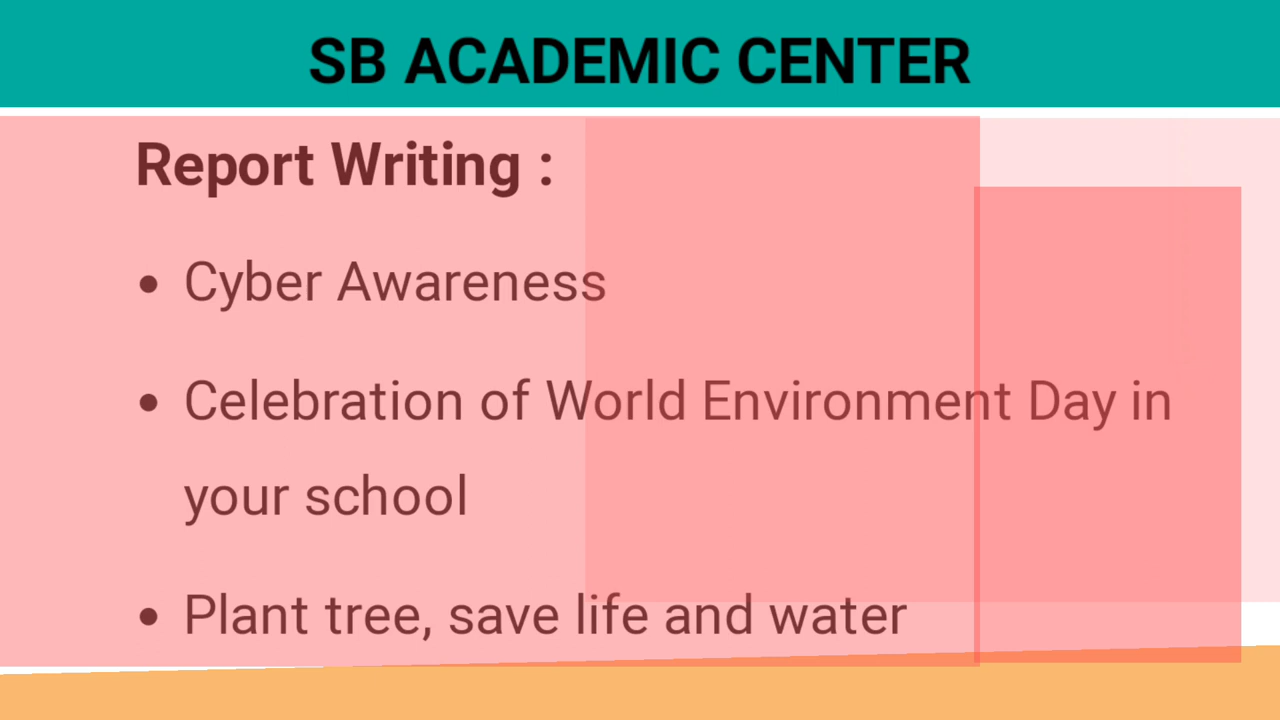 SB ACADEMIC CENTER
Report Writing :
• Cyber Awareness
• Celebration of World Environment Day in
your school
• Plant tree, save life and water